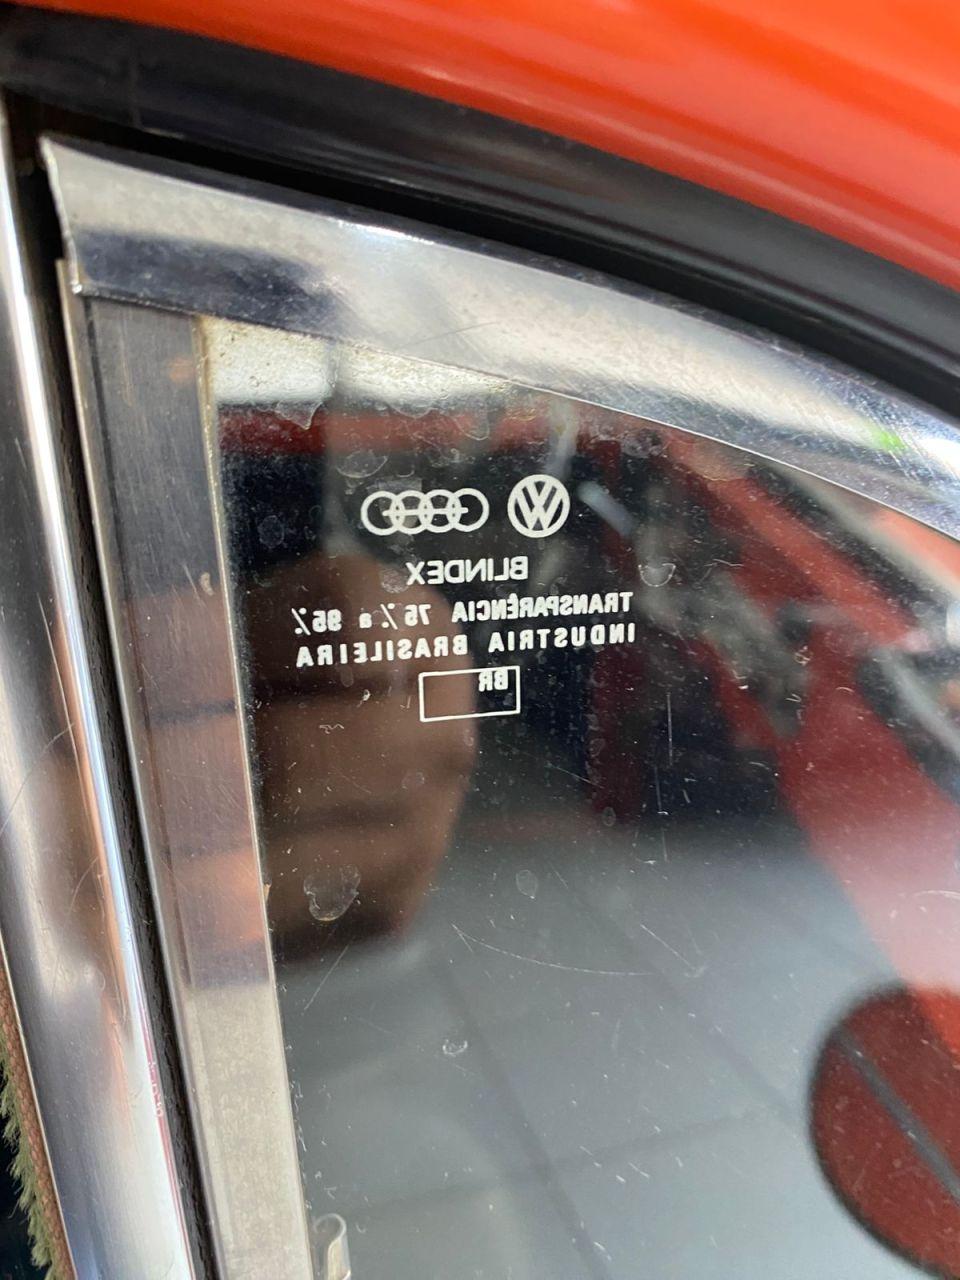 BLINDEX
TRANSPARÊNCIA 75% a 95%
INDUSTRIA BRASILEIRA
BR